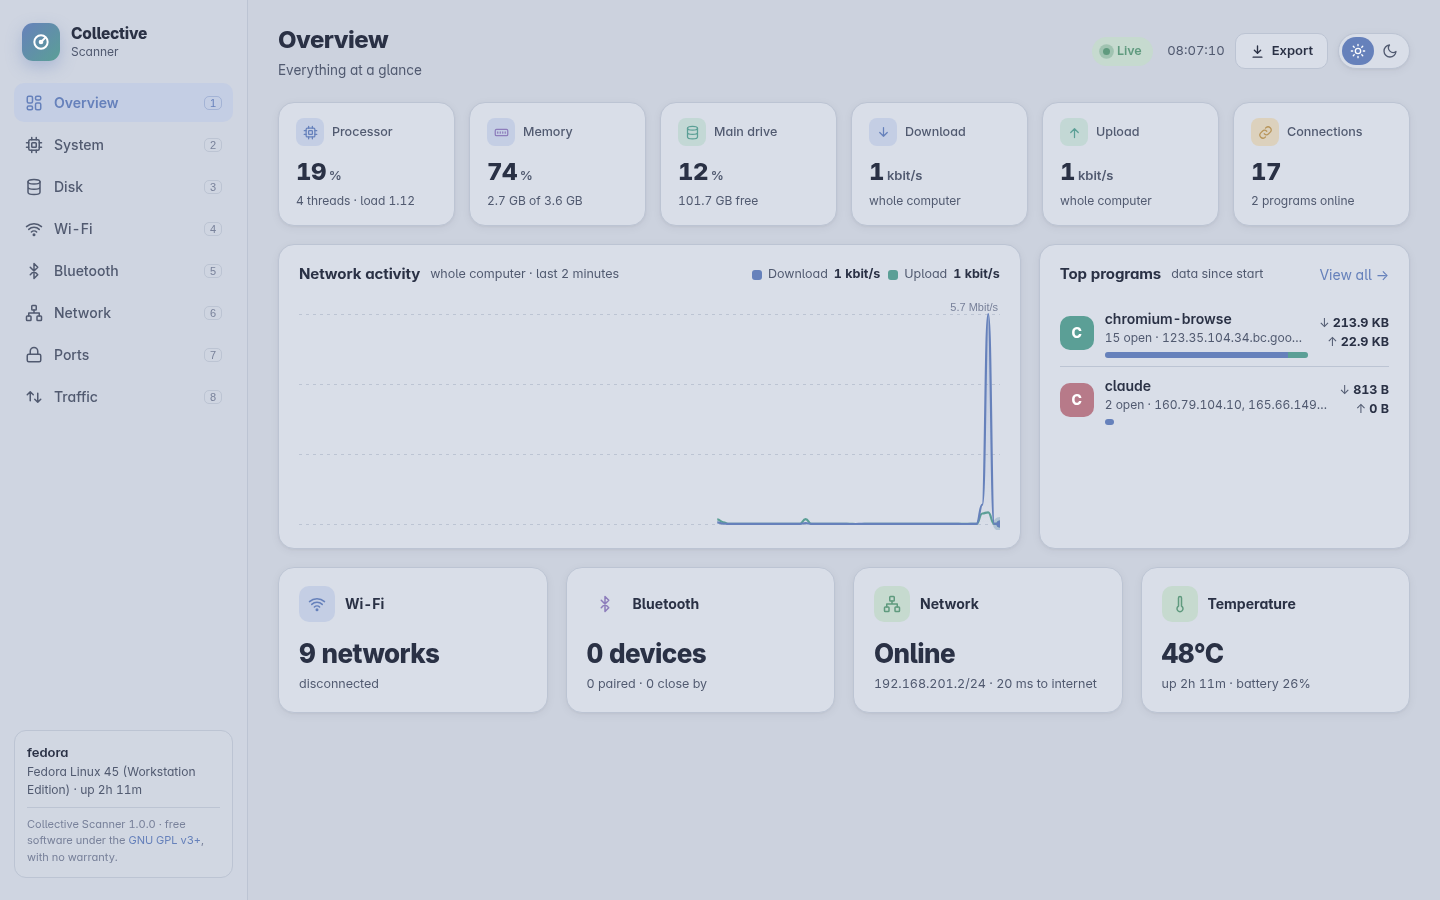 Collective
Scanner
Overview 1
System 2
Disk 3
Wi-Fi 4
Bluetooth 5
Network 6
Ports 7
Traffic 8
fedora
Fedora Linux 45 (Workstation
Edition) · up 2h 11m
Collective Scanner 1.0.0 · free
software under the GNU GPL v3+,
with no warranty.
Overview
Everything at a glance
Live 08:07:10 Export
Processor
19 %
4 threads · load 1.12
Memory
74 %
2.7 GB of 3.6 GB
Main drive
12 %
101.7 GB free
Download
1 kbit/s
whole computer
Upload
1 kbit/s
whole computer
Connections
17
2 programs online
Network activity whole computer · last 2 minutes Download 1 kbit/s Upload 1 kbit/s
5.7 Mbit/s
Top programs data since start View all →
C
chromium-browse
15 open · 123.35.104.34.bc.goo...
↓ 213.9 KB
↑ 22.9 KB
C
claude
2 open · 160.79.104.10, 165.66.149...
↓ 813 B
↑ 0 B
Wi-Fi
9 networks
disconnected
Bluetooth
0 devices
0 paired · 0 close by
Network
Online
192.168.201.2/24 · 20 ms to internet
Temperature
48°C
up 2h 11m · battery 26%